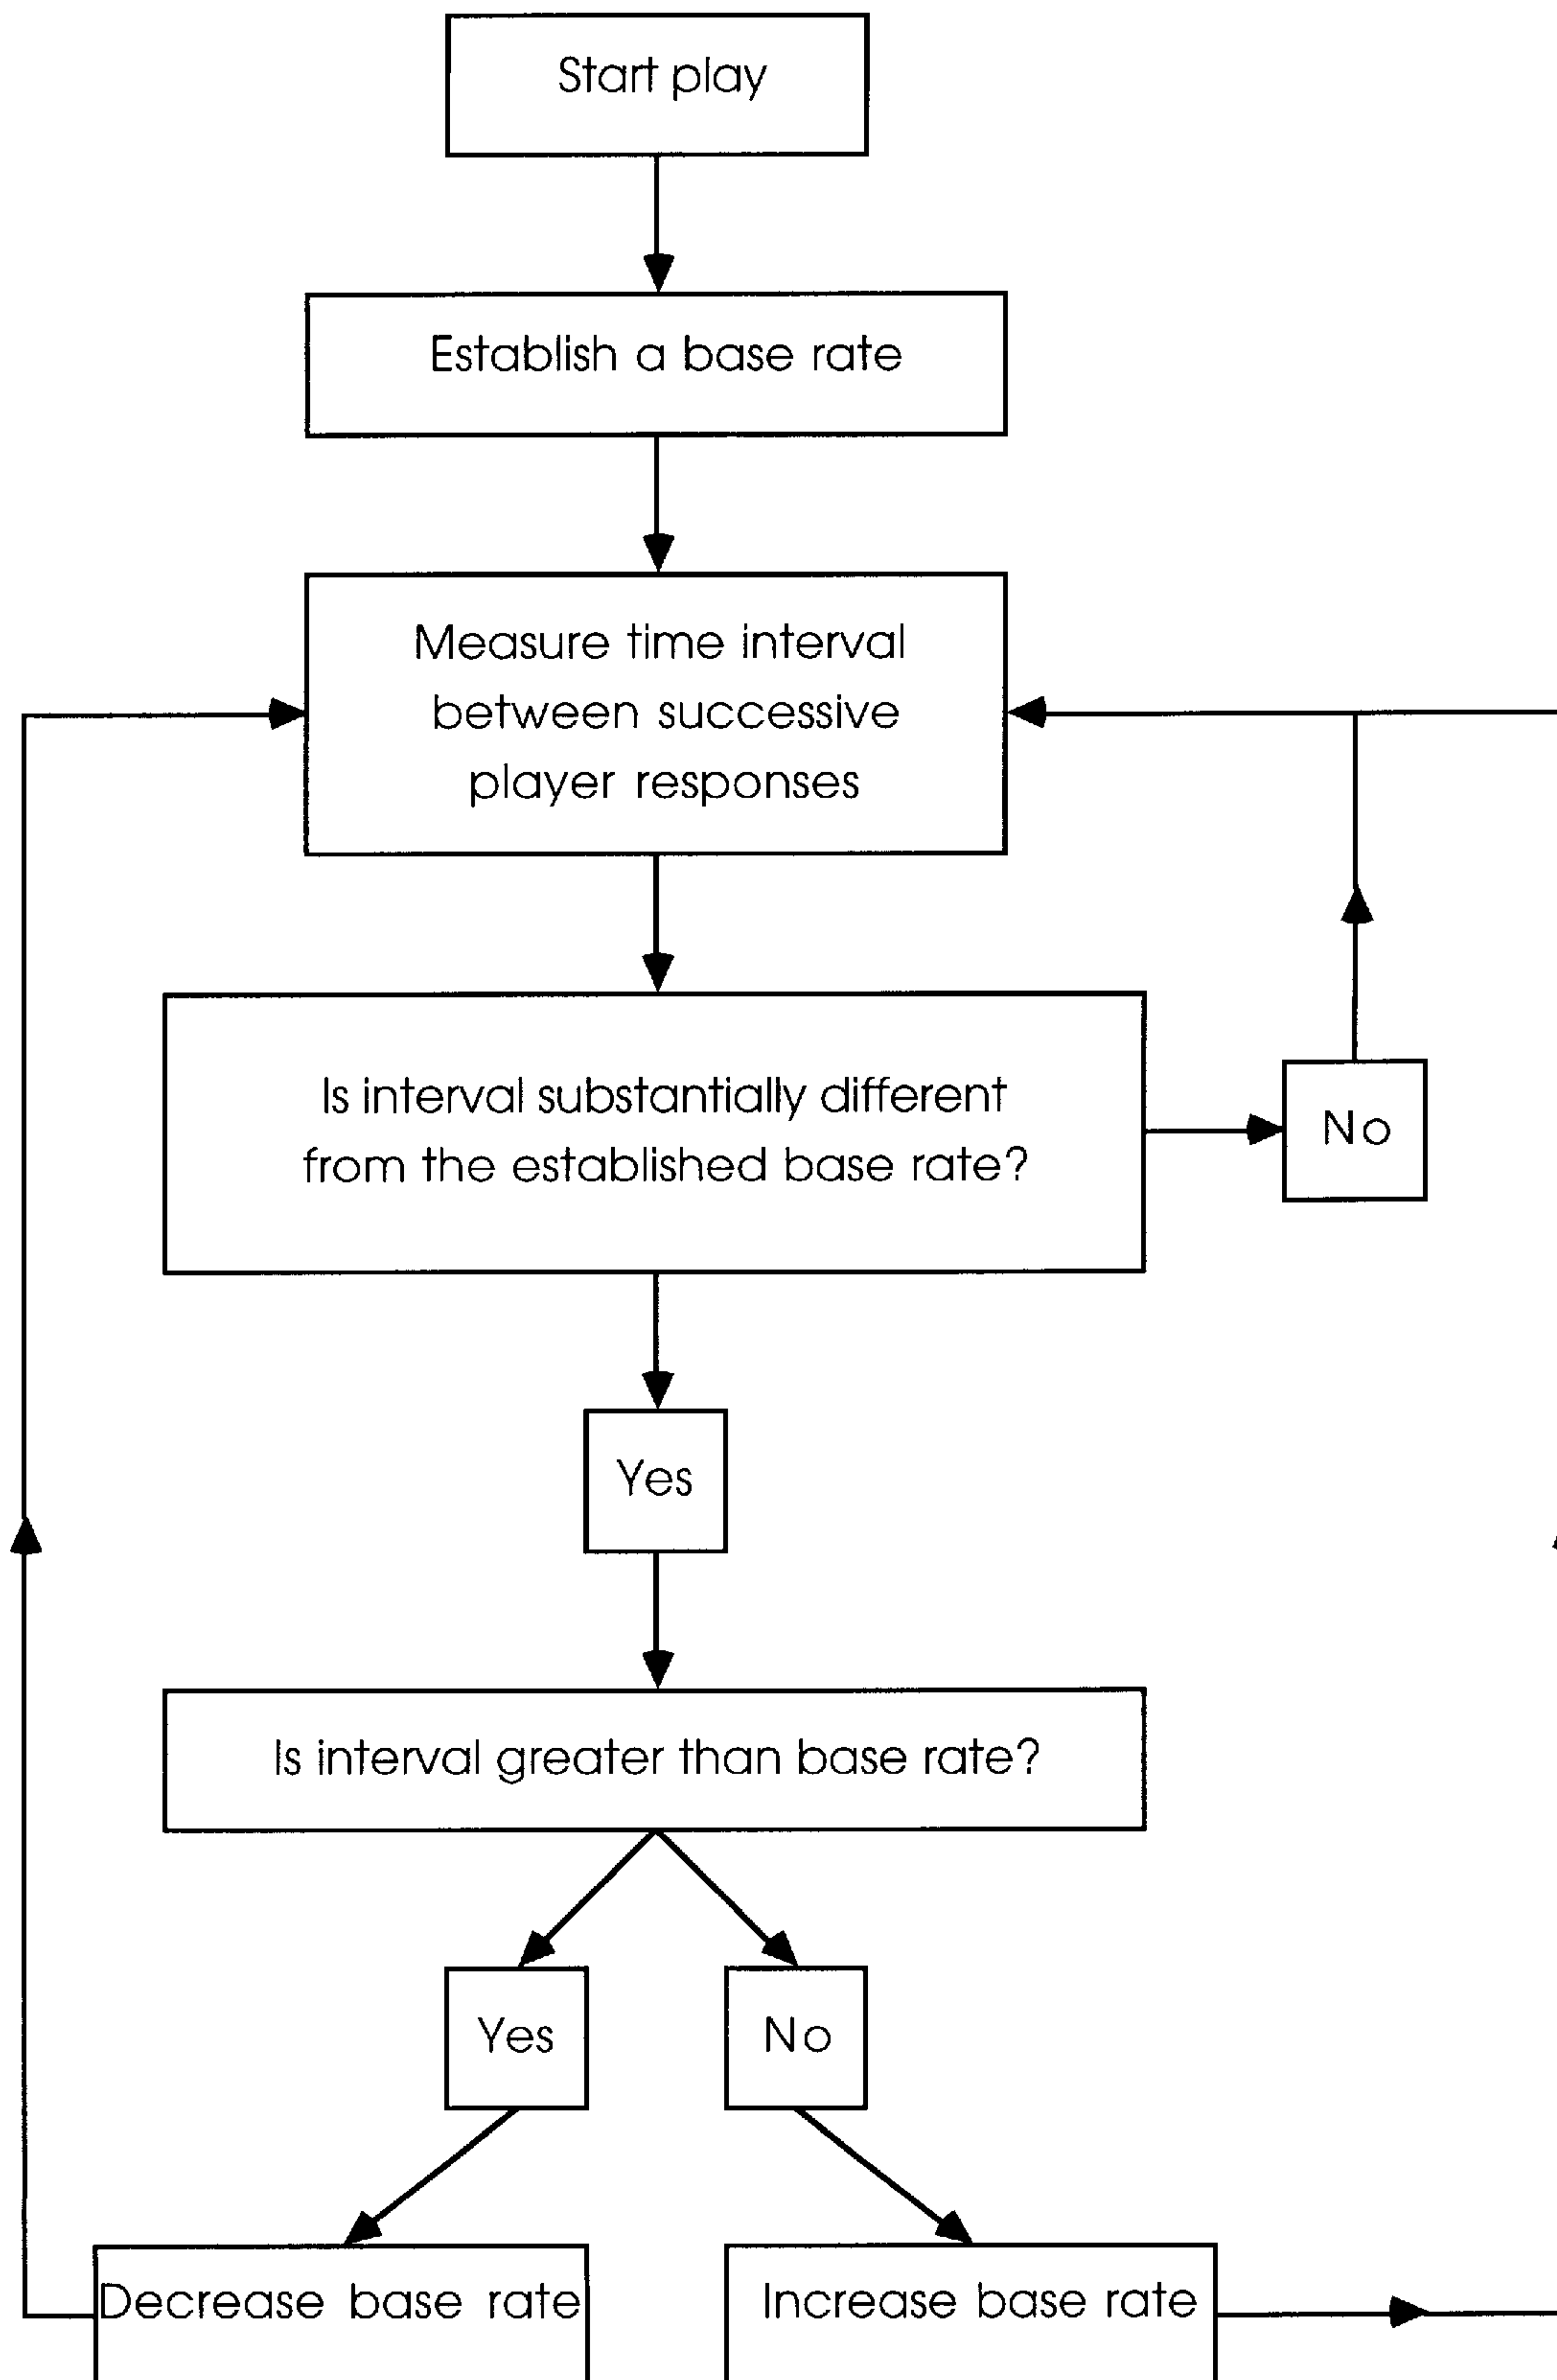 Start play
Establish a base rate
Measure time interval
between successive
player responses
Is interval substantially different
from the established base rate?
No
Yes
Is interval greater than base rate?
Yes
No
Decrease base rate
Increase base rate